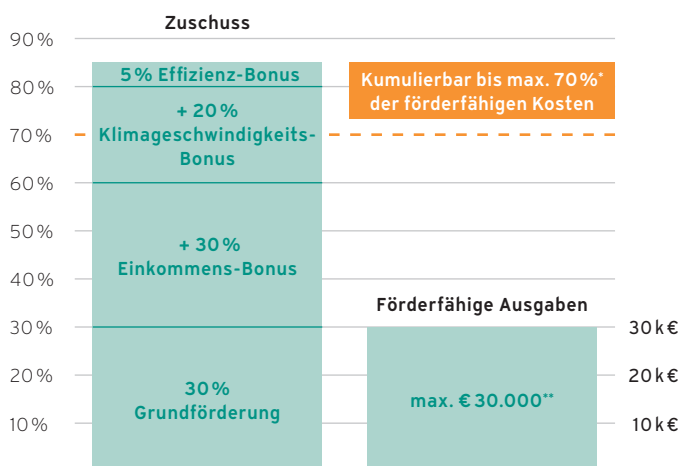 Zuschuss
90 %
5 % Effizienz-Bonus
80 %
Kumulierbar bis max. 70 %*
der förderfähigen Kosten
+ 20 %
70 %
Klimageschwindigkeits-
Bonus
60 %
50 %
+ 30 %
Einkommens-Bonus
40 %
Förderfähige Ausgaben
30 %
30 k €
20 %
20 k €
30 %
Grundförderung
max. € 30.000**
10 %
10 k €